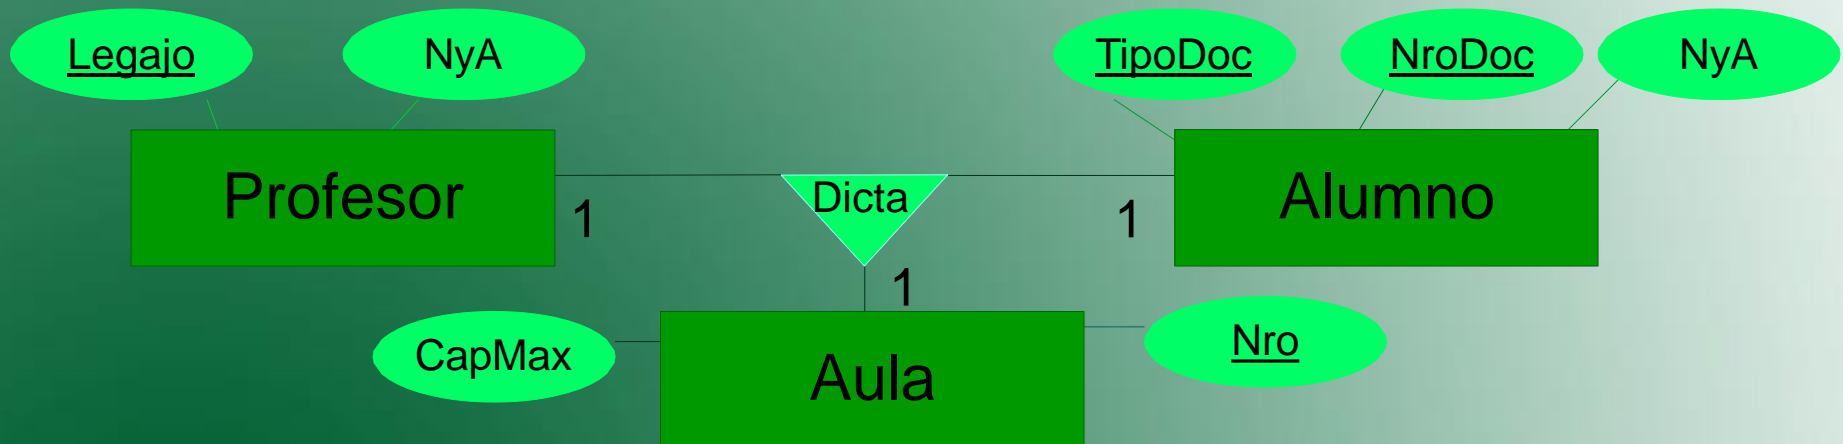 Legajo
NyA
TipoDoc
NroDoc
NyA
Profesor
1
Dicta
1
Alumno
1
CapMax
Aula
Nro